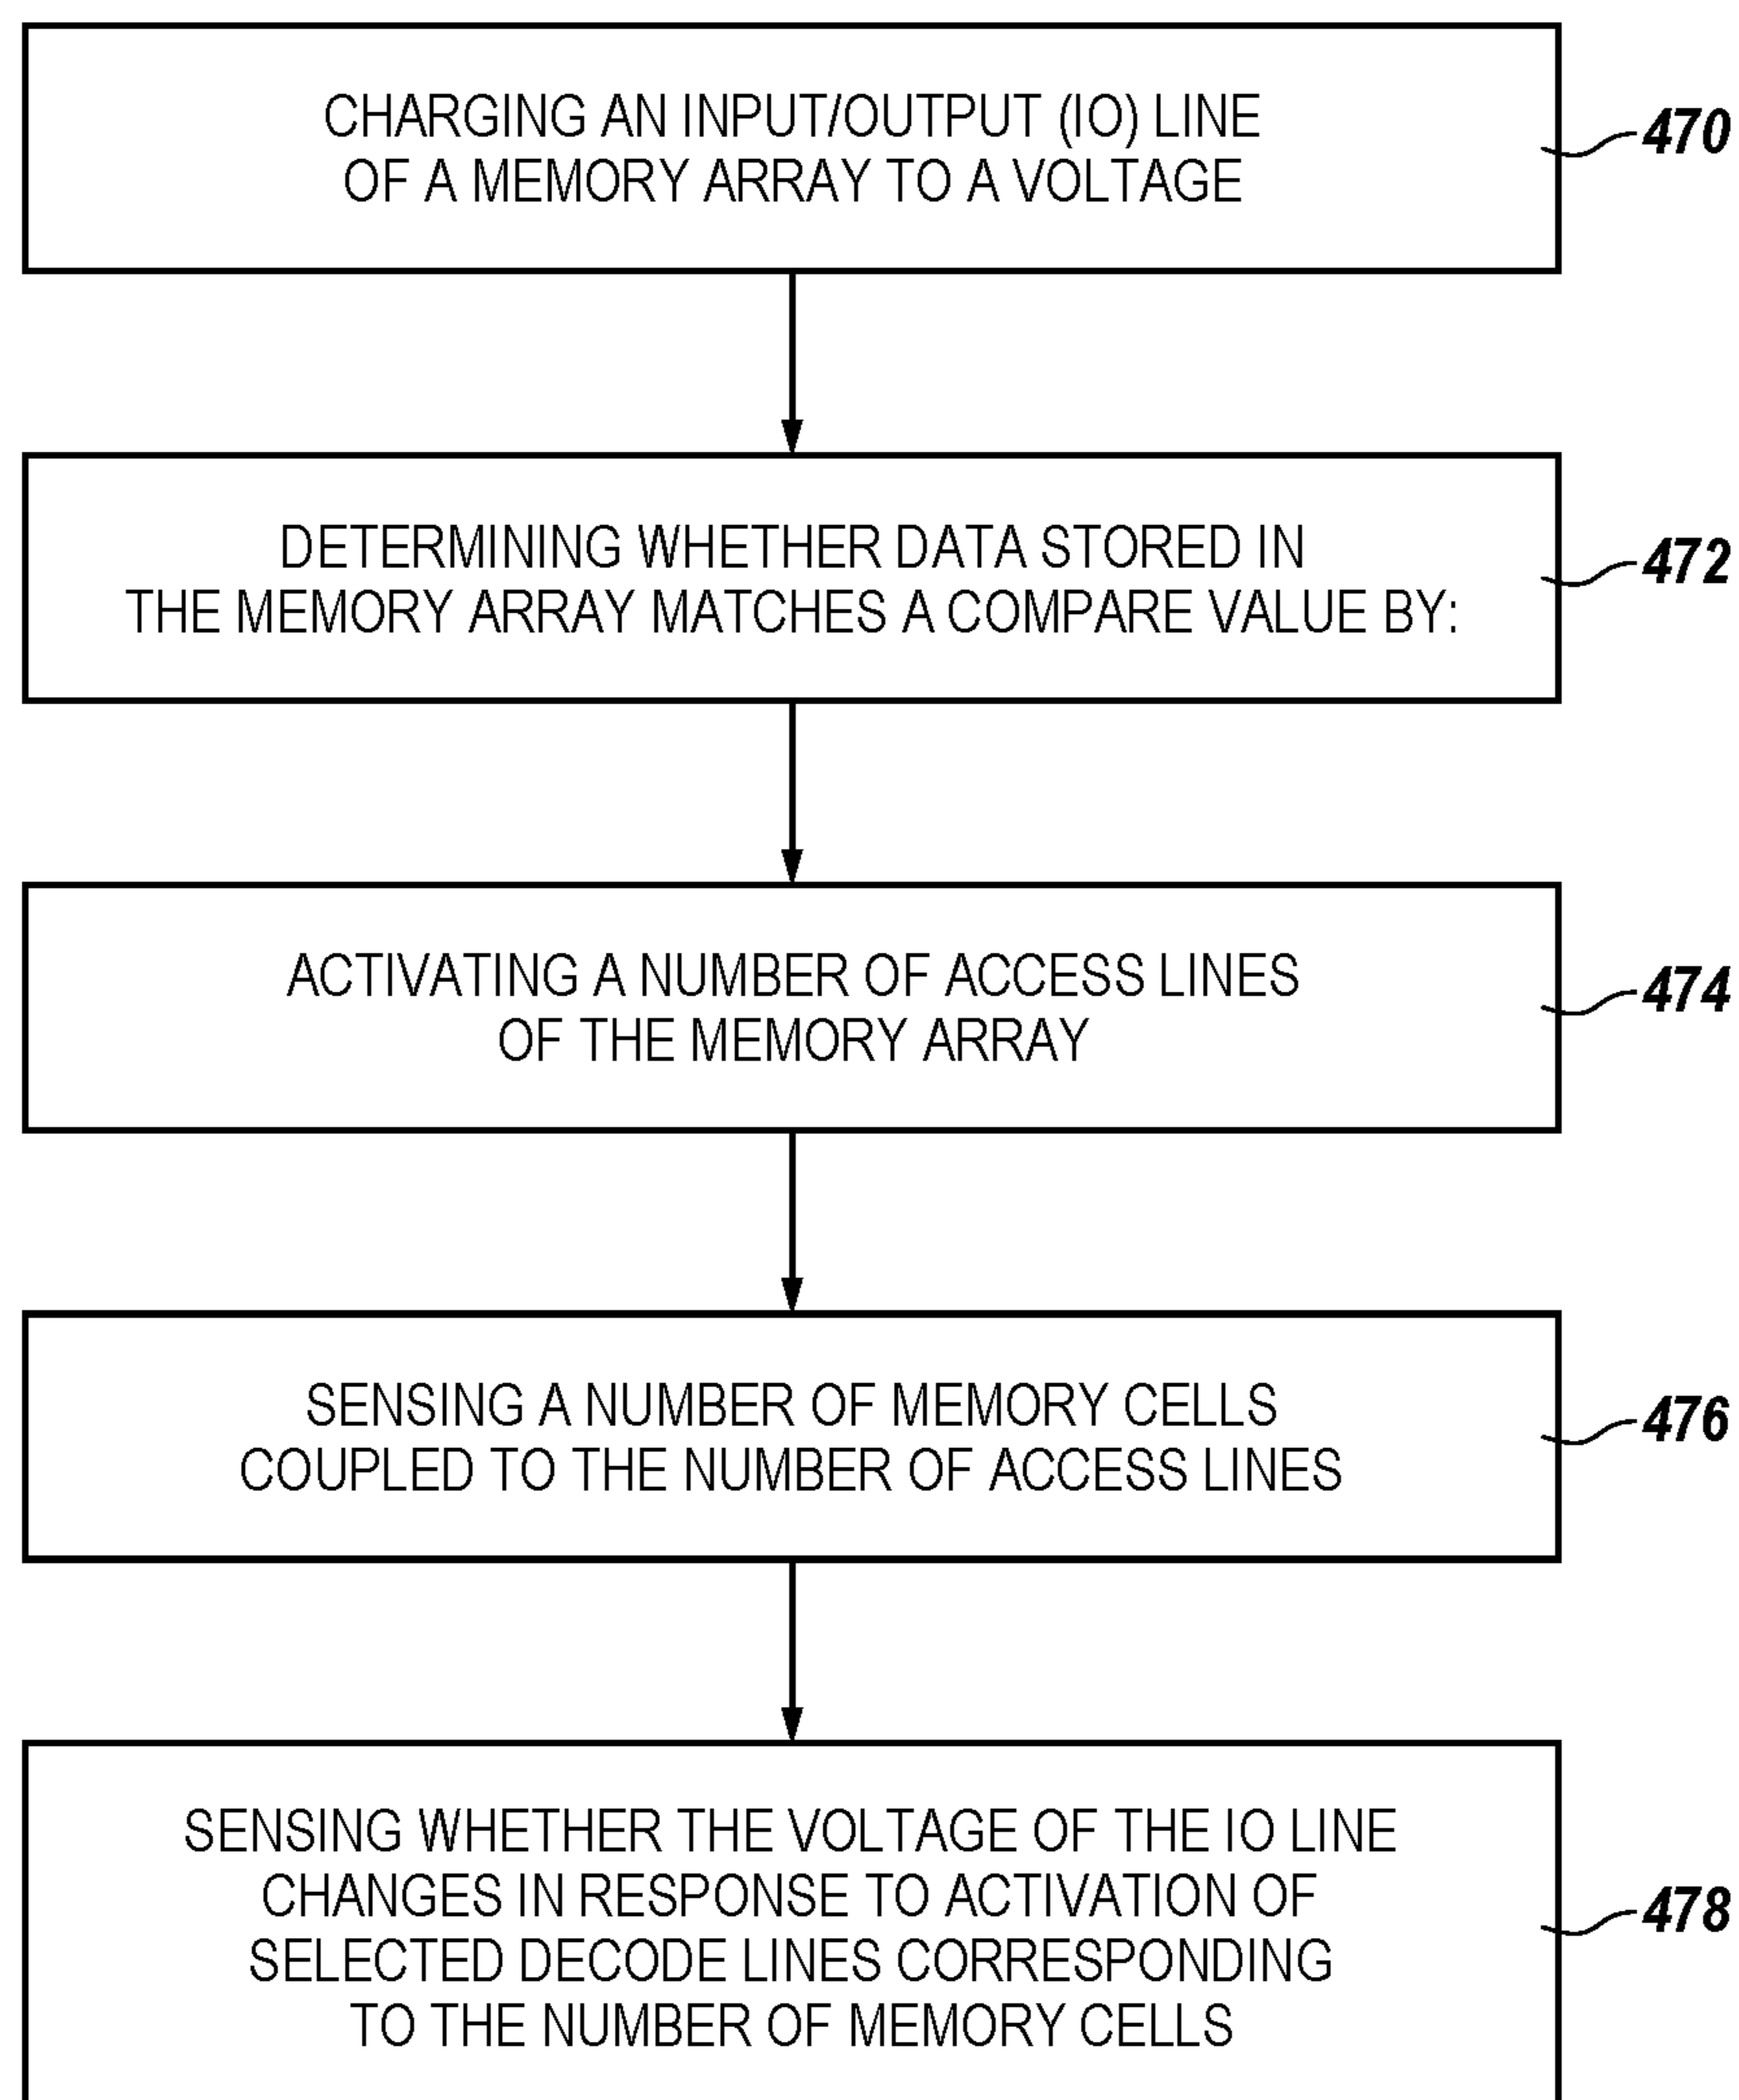 CHARGING AN INPUT/OUTPUT (IO) LINE
OF A MEMORY ARRAY TO A VOLTAGE
470
DETERMINING WHETHER DATA STORED IN
THE MEMORY ARRAY MATCHES A COMPARE VALUE BY:
472
ACTIVATING A NUMBER OF ACCESS LINES
OF THE MEMORY ARRAY
474
SENSING A NUMBER OF MEMORY CELLS
COUPLED TO THE NUMBER OF ACCESS LINES
476
SENSING WHETHER THE VOLTAGE OF THE IO LINE
CHANGES IN RESPONSE TO ACTIVATION OF
SELECTED DECODE LINES CORRESPONDING
TO THE NUMBER OF MEMORY CELLS
478